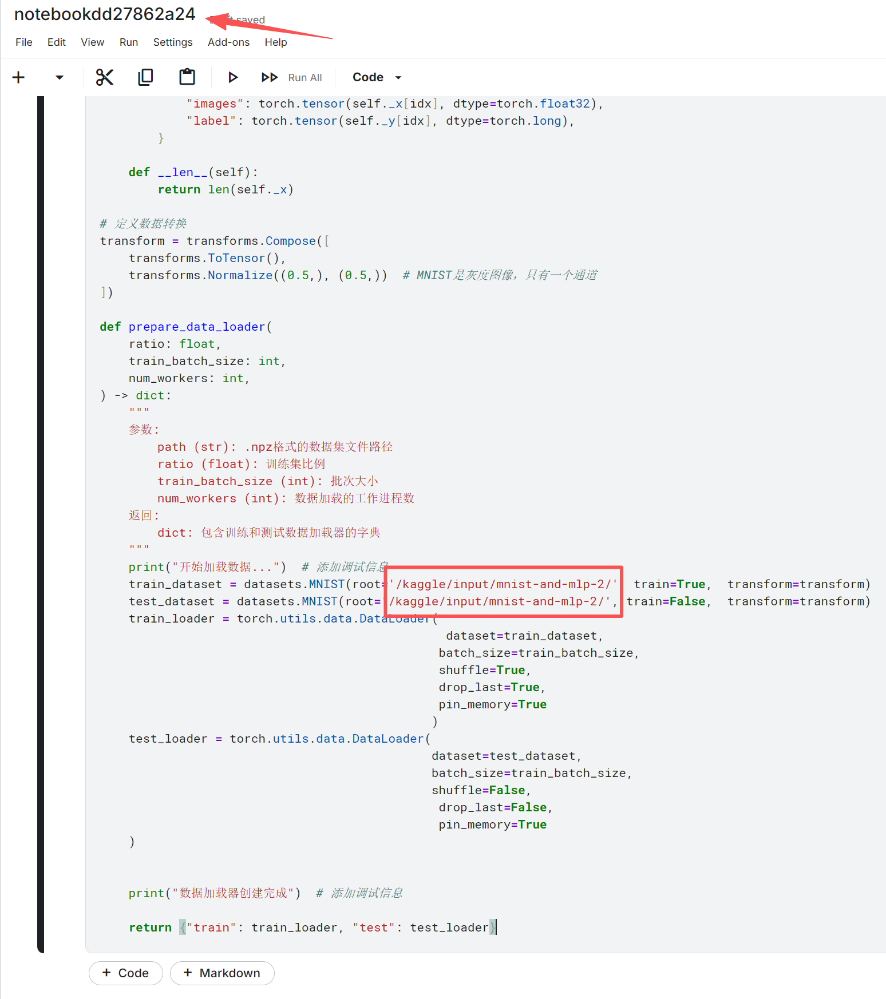 notebookdd27862a24
Draft saved
File Edit View Run Settings Add-ons Help
Run All Code
"images": torch.tensor(self._x[idx], dtype=torch.float32),
"label": torch.tensor(self._y[idx], dtype=torch.long),
}
def __len__(self):
return len(self._x)
# 定义数据转换
transform = transforms.Compose([
transforms.ToTensor(),
transforms.Normalize((0.5,), (0.5,))  # MNIST是灰度图像，只有一个通道
])
def prepare_data_loader(
ratio: float,
train_batch_size: int,
num_workers: int,
) -> dict:
"""
参数:
path (str): .npz格式的数据集文件路径
ratio (float): 训练集比例
train_batch_size (int): 批次大小
num_workers (int): 数据加载的工作进程数
返回:
dict: 包含训练和测试数据加载器的字典
"""
print("开始加载数据...")  # 添加调试信息
train_dataset = datasets.MNIST(root='/kaggle/input/mnist-and-mlp-2/' train=True,  transform=transform)
test_dataset = datasets.MNIST(root='/kaggle/input/mnist-and-mlp-2/', train=False,  transform=transform)
train_loader = torch.utils.data.DataLoader(
dataset=train_dataset,
batch_size=train_batch_size,
shuffle=True,
drop_last=True,
pin_memory=True
)
test_loader = torch.utils.data.DataLoader(
dataset=test_dataset,
batch_size=train_batch_size,
shuffle=False,
drop_last=False,
pin_memory=True
)
print("数据加载器创建完成")  # 添加调试信息
return {"train": train_loader, "test": test_loader}
+ Code + Markdown